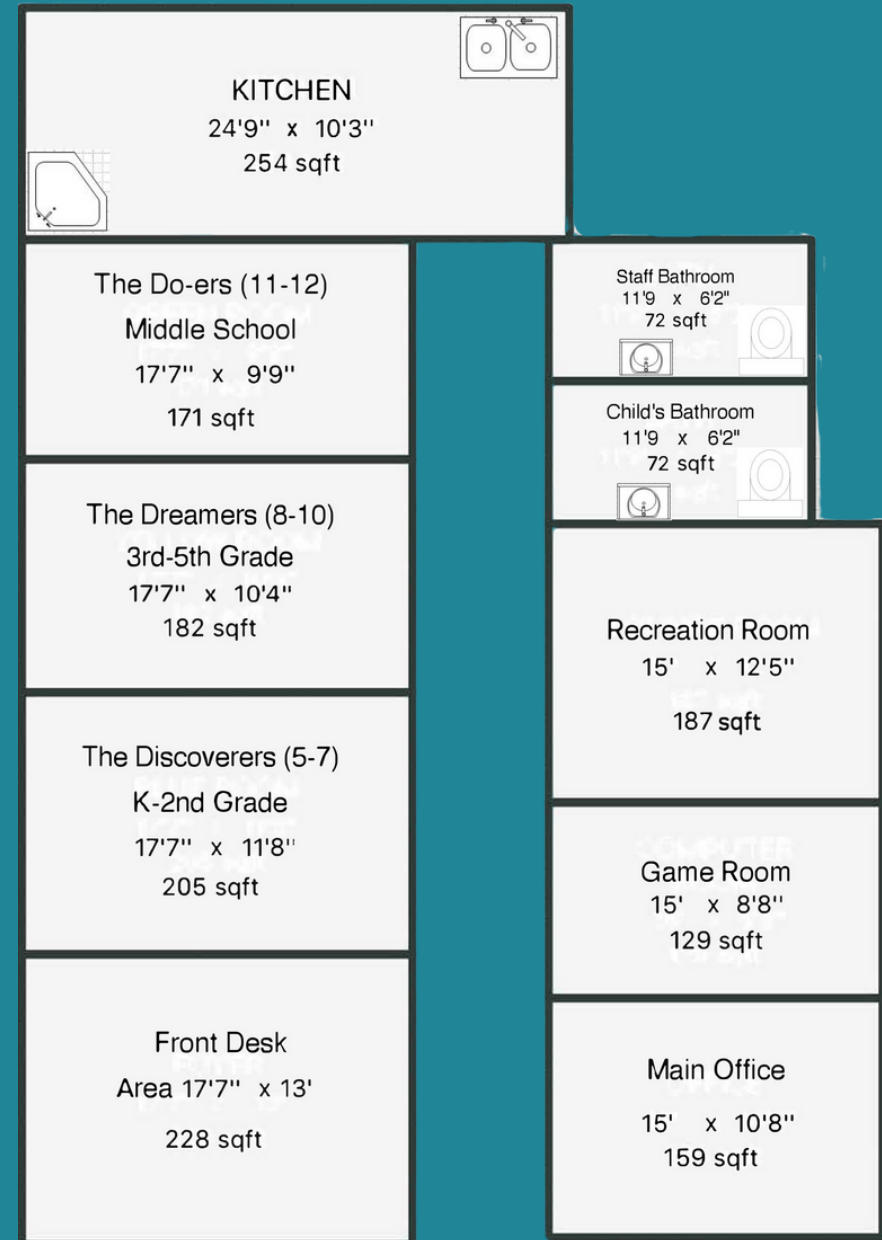 KITCHEN
24'9" x 10'3"
254 sqft
The Do-ers (11-12)
Middle School
17'7" x 9'9"
171 sqft
The Dreamers (8-10)
3rd-5th Grade
17'7" x 10'4"
182 sqft
The Discoverers (5-7)
K-2nd Grade
17'7" x 11'8"
205 sqft
Front Desk
Area 17'7" x 13'
228 sqft
Staff Bathroom
11'9 x 6'2"
72 sqft
Child's Bathroom
11'9 x 6'2"
72 sqft
Recreation Room
15' x 12'5"
187 sqft
Game Room
15' x 8'8"
129 sqft
Main Office
15' x 10'8"
159 sqft